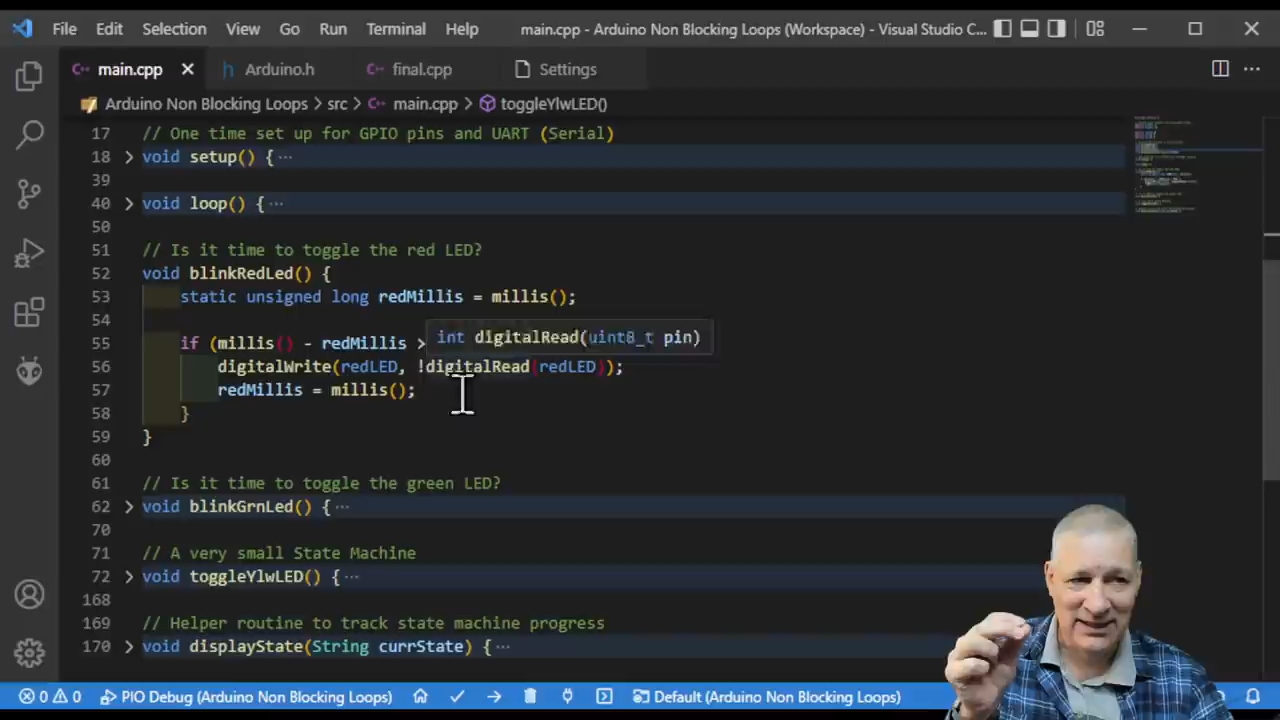 File Edit Selection View Go Run Terminal Help main.cpp - Arduino Non Blocking Loops (Workspace) - Visual Studio C...
main.cpp Arduino.h final.cpp Settings
Arduino Non Blocking Loops > src > main.cpp > toggleYlwLED()
17 // One time set up for GPIO pins and UART (Serial)
18 void setup() { ...
39
40 void loop() { ...
50
51 // Is it time to toggle the red LED?
52 void blinkRedLed() {
53 static unsigned long redMillis = millis();
54
int digitalRead(uint8_t pin)
55 if (millis() - redMillis >
56 digitalWrite(redLED, !digitalRead(redLED));
57 redMillis = millis();
58 }
59 }
60
61 // Is it time to toggle the green LED?
62 void blinkGrnLed() { ...
70
71 // A very small State Machine
72 void toggleYlwLED() { ...
168
169 // Helper routine to track state machine progress
170 void displayState(String currState) { ...
0 0 PIO Debug (Arduino Non Blocking Loops) Default (Arduino Non Blocking Loops)